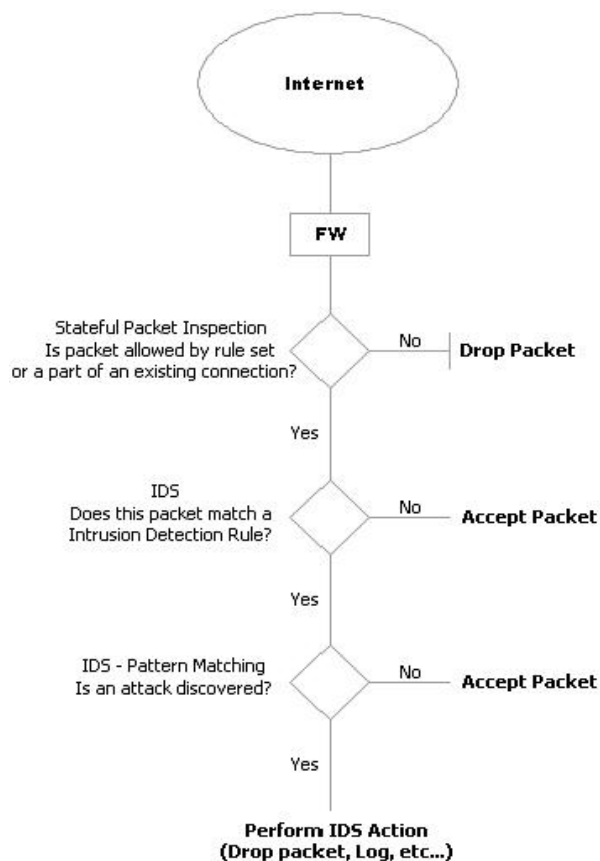 Internet
FW
Stateful Packet Inspection
Is packet allowed by rule set
or a part of an existing connection?
No
Drop Packet
Yes
IDS
Does this packet match a
Intrusion Detection Rule?
No
Accept Packet
Yes
IDS - Pattern Matching
Is an attack discovered?
No
Accept Packet
Yes
Perform IDS Action
(Drop packet, Log, etc...)